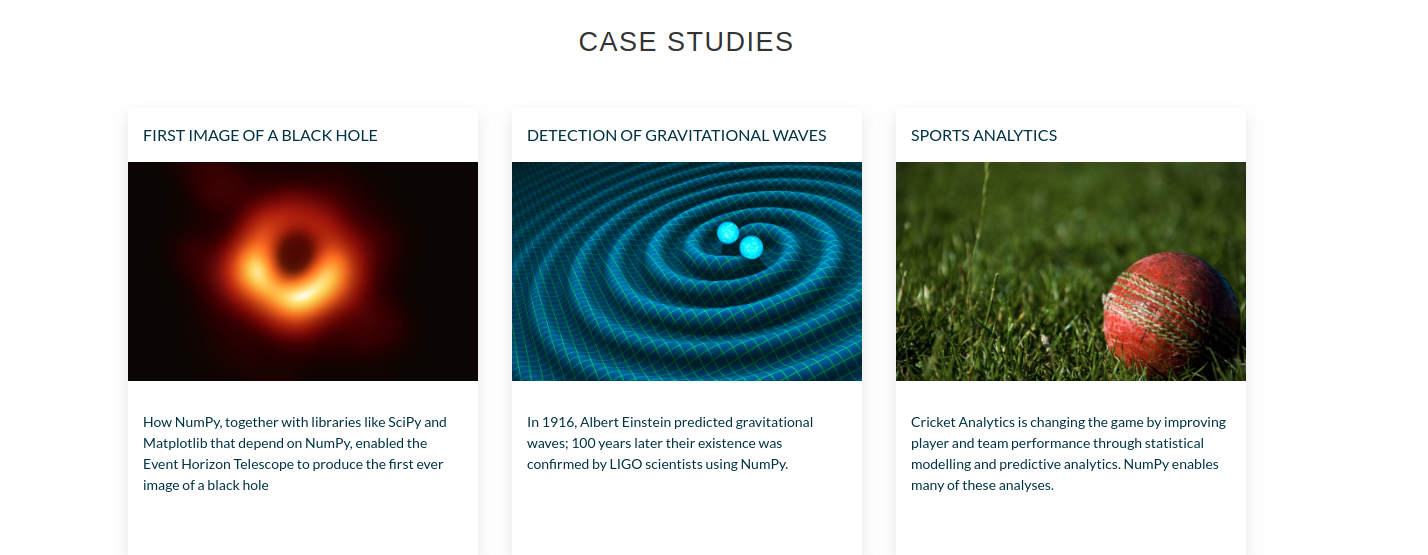 CASE STUDIES
FIRST IMAGE OF A BLACK HOLE
How NumPy, together with libraries like SciPy and
Matplotlib that depend on NumPy, enabled the
Event Horizon Telescope to produce the first ever
image of a black hole
DETECTION OF GRAVITATIONAL WAVES
In 1916, Albert Einstein predicted gravitational
waves; 100 years later their existence was
confirmed by LIGO scientists using NumPy.
SPORTS ANALYTICS
Cricket Analytics is changing the game by improving
player and team performance through statistical
modelling and predictive analytics. NumPy enables
many of these analyses.